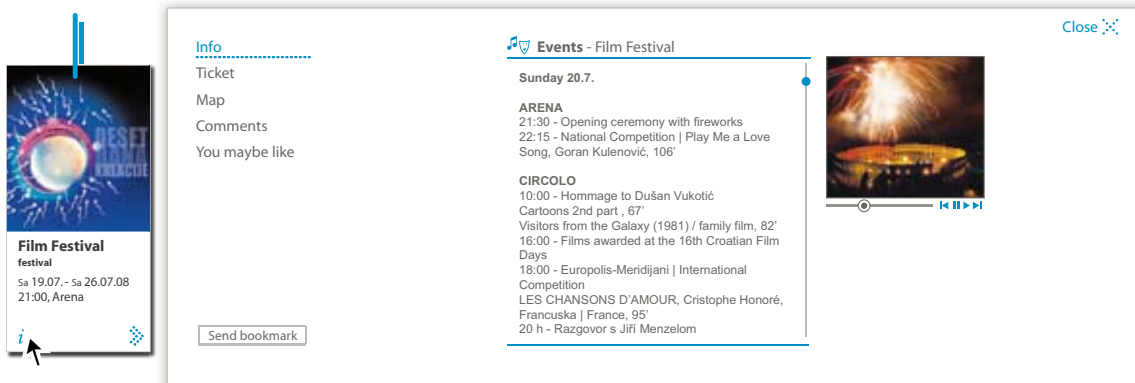 Close
DESET
DANA
KREACIJE
Film Festival
festival
Sa 19.07. - Sa 26.07.08
21:00, Arena
i
Info
Ticket
Map
Comments
You maybe like
Send bookmark
Events - Film Festival
Sunday 20.7.
ARENA
21:30 - Opening ceremony with fireworks
22:15 - National Competition | Play Me a Love
Song, Goran Kulenović, 106’
CIRCOLO
10:00 - Hommage to Dušan Vukotić
Cartoons 2nd part , 67’
Visitors from the Galaxy (1981) / family film, 82’
16:00 - Films awarded at the 16th Croatian Film
Days
18:00 - Europolis-Meridijani | International
Competition
LES CHANSONS D’AMOUR, Cristophe Honoré,
Francuska | France, 95’
20 h - Razgovor s Jiří Menzelom